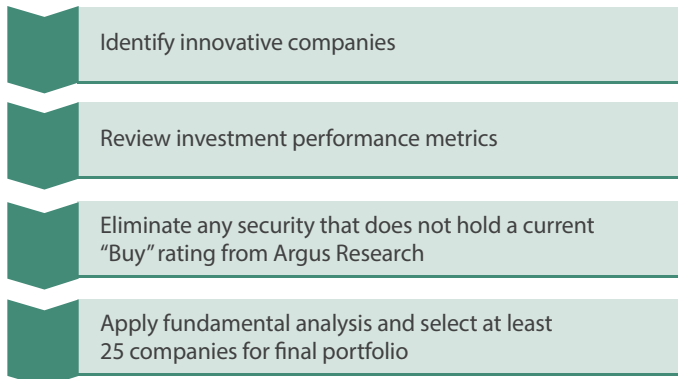 Identify innovative companies
Review investment performance metrics
Eliminate any security that does not hold a current
“Buy” rating from Argus Research
Apply fundamental analysis and select at least
25 companies for final portfolio